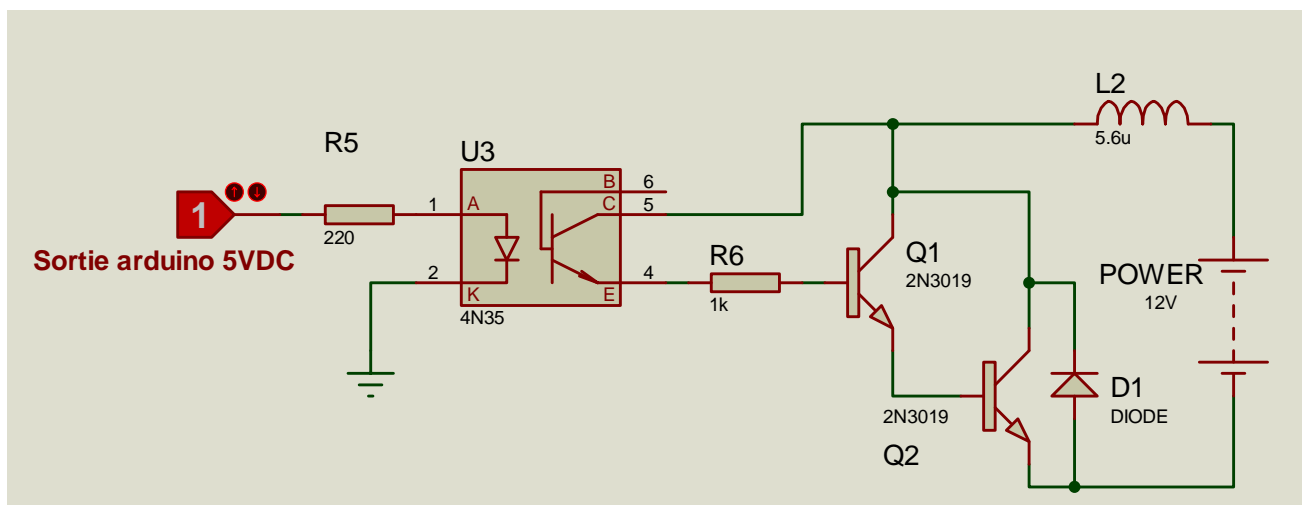 L2
5.6u
R5
220
1
Sortie arduino 5VDC
U3
4N35
1
A
2
K
B
6
C
5
E
4
R6
1k
Q1
2N3019
2N3019
Q2
D1
DIODE
POWER
12V